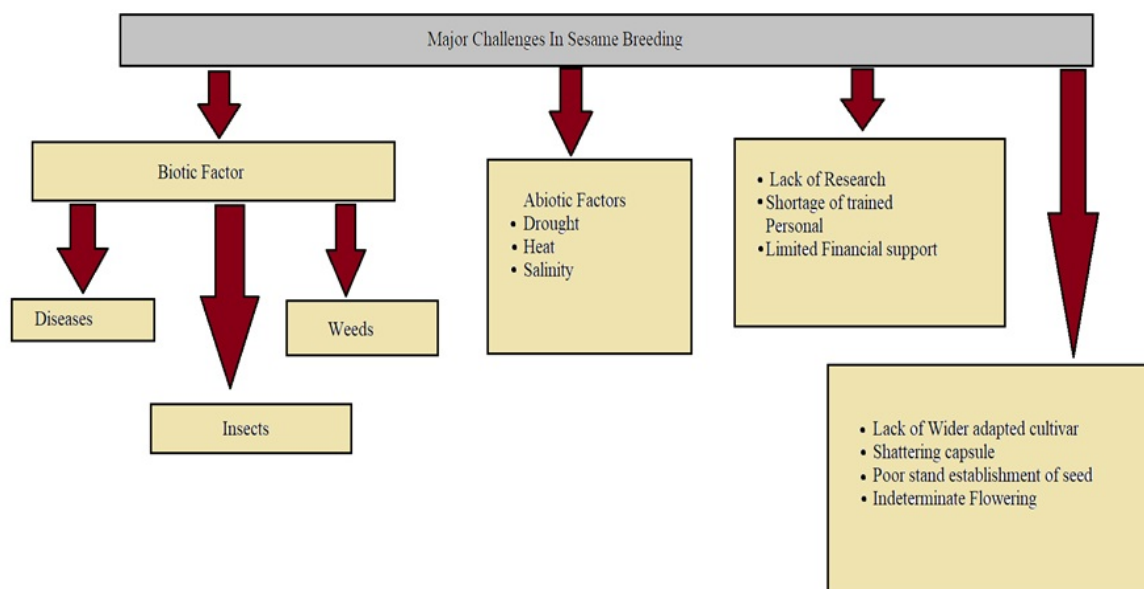 Major Challenges In Sesame Breeding
Biotic Factor
Diseases
Insects
Weeds
Abiotic Factors
• Drought
• Heat
• Salinity
• Lack of Research
• Shortage of trained
Personal
• Limited Financial support
• Lack of Wider adapted cultivar
• Shattering capsule
• Poor stand establishment of seed
• Indeterminate Flowering